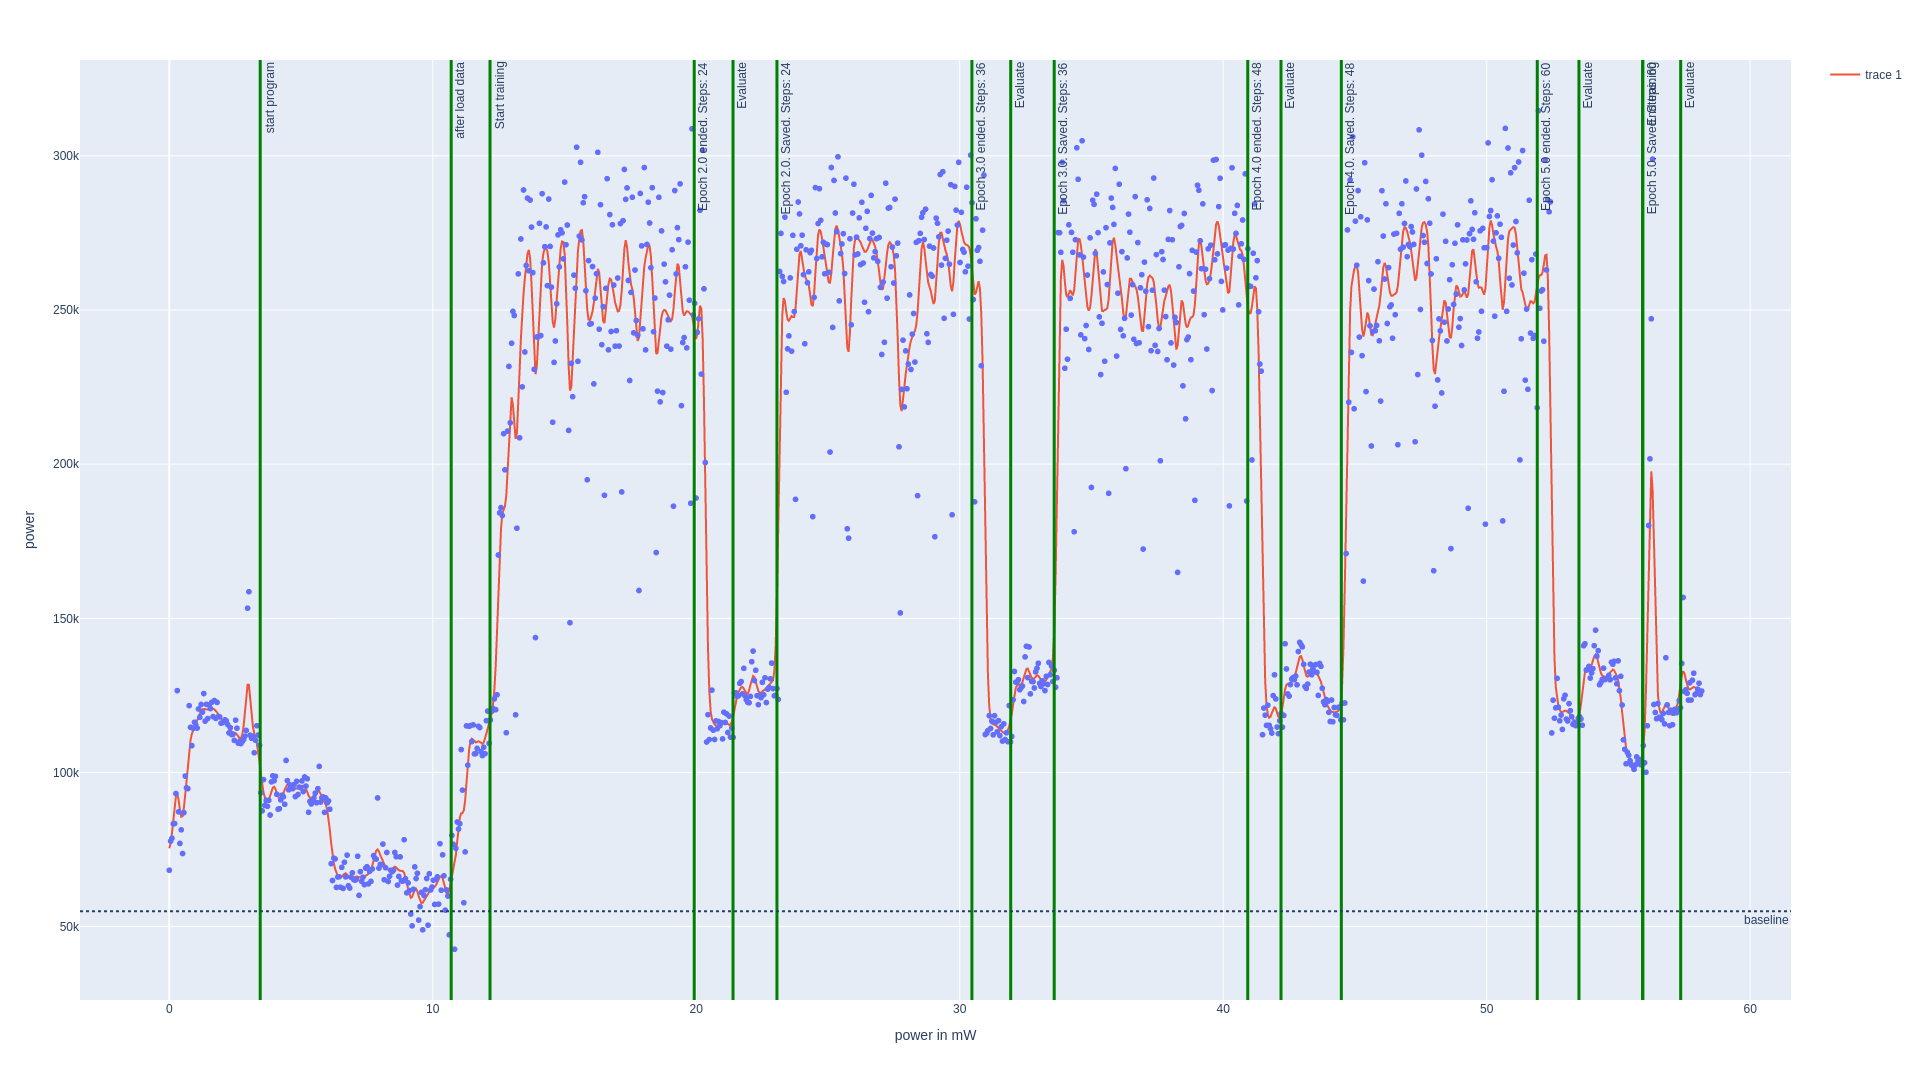 start program
after load data
Start training
Epoch 2.0 ended. Steps: 24
Evaluate
Epoch 2.0. Saved. Steps: 24
Epoch 3.0 ended. Steps: 36
Evaluate
Epoch 3.0. Saved. Steps: 36
Epoch 4.0 ended. Steps: 48
Evaluate
Epoch 4.0. Saved. Steps: 48
Epoch 5.0 ended. Steps: 60
Evaluate
Epoch 5.0. Saved. Steps: 60
Evaluate
trace 1
300k
250k
200k
150k
100k
50k
power
baseline
0
10
20
30
40
50
60
power in mW